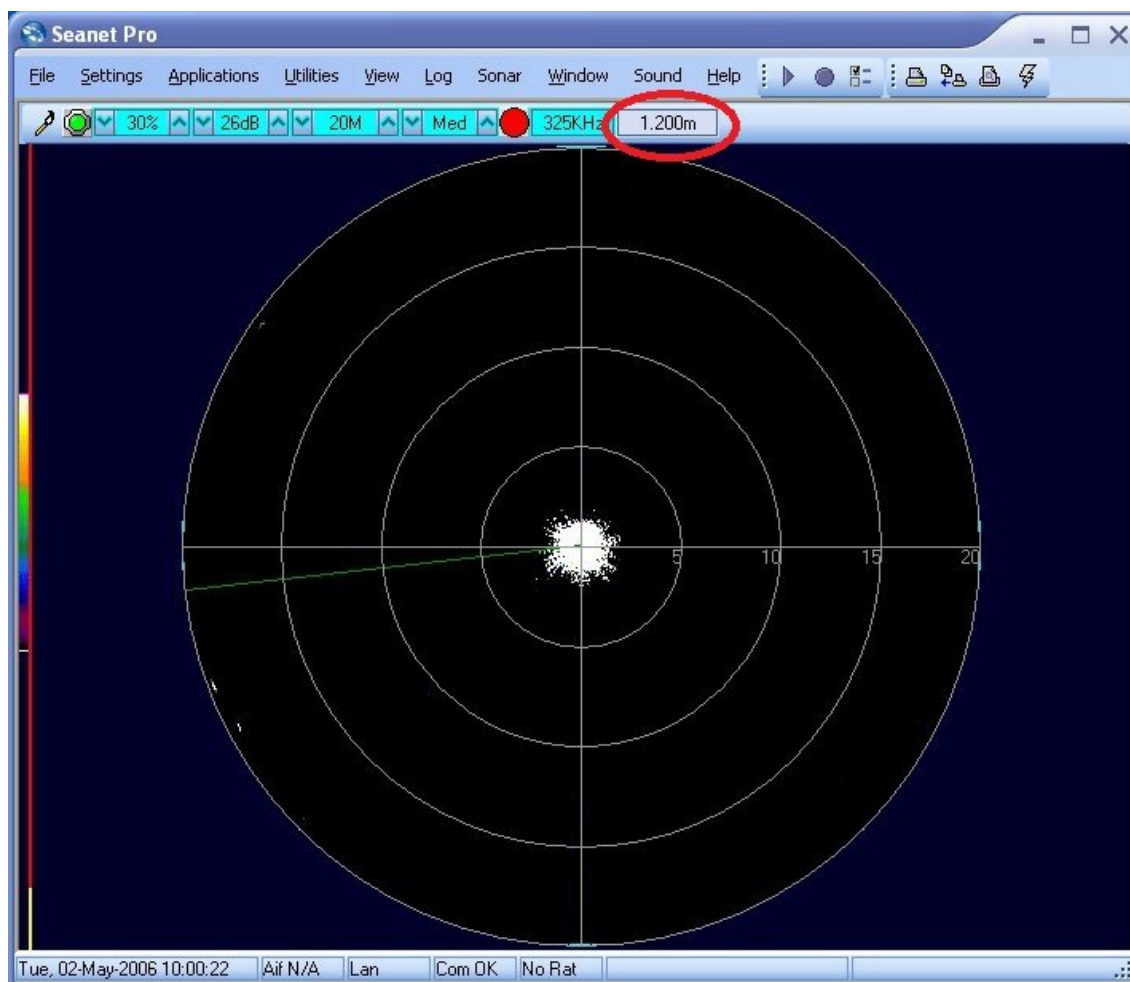 Seanet Pro
File Settings Applications Utilities View Log Sonar Window Sound Help
30% 26dB 20M Med 325KHz 1.200m
5 10 15 20
Tue, 02-May-2006 10:00:22 Aif N/A Lan Com OK No Rat